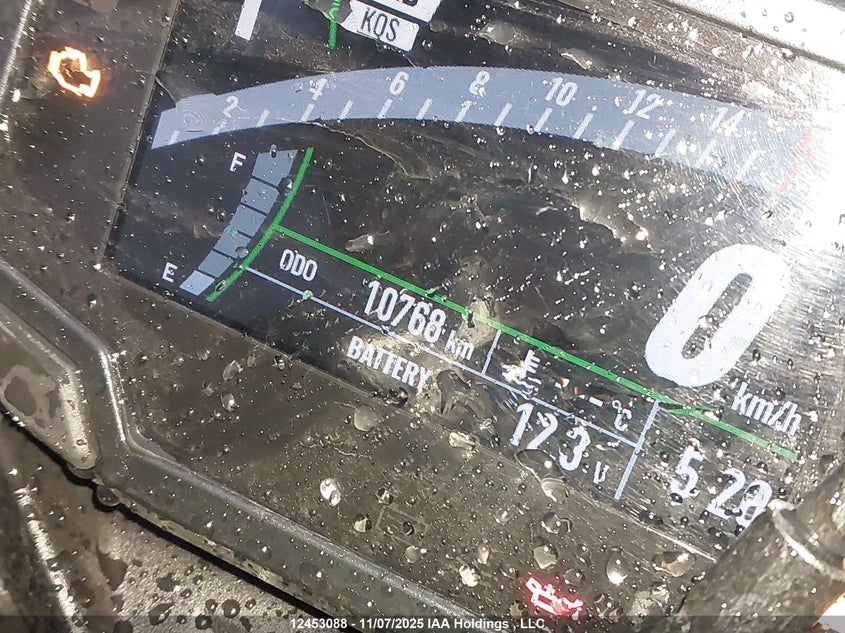 KQS
2 4 6 8 10 12 14
F
E
ODO
10768 km
BATTERY
12.3 V
-- °C
0
km/h
5:29
12453088 - 11/07/2025 IAA Holdings , LLC.